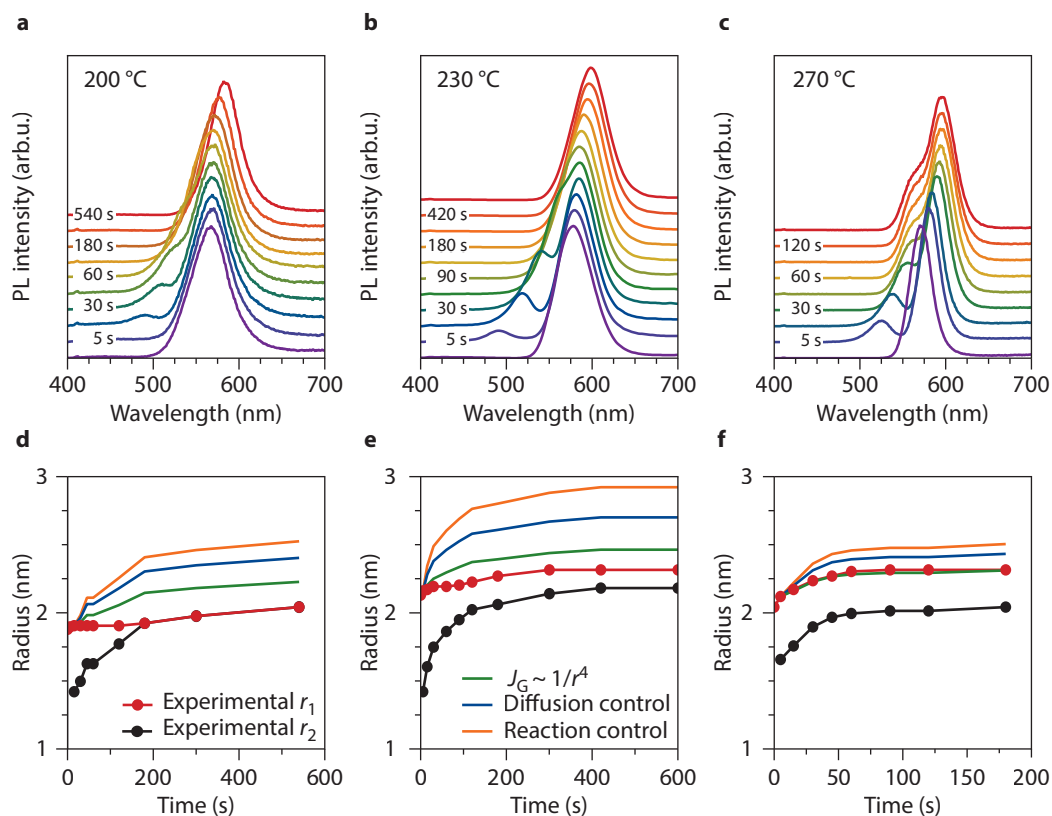 a
b
c
200 °C
230 °C
270 °C
PL intensity (arb.u.)
540 s
180 s
60 s
30 s
5 s
PL intensity (arb.u.)
420 s
180 s
90 s
30 s
5 s
PL intensity (arb.u.)
120 s
60 s
30 s
5 s
400 500 600 700
400 500 600 700
400 500 600 700
Wavelength (nm)
Wavelength (nm)
Wavelength (nm)
d
e
f
3
2
1
Radius (nm)
Experimental r1
Experimental r2
0 200 400 600
Time (s)
3
2
1
Radius (nm)
JG ~ 1/r⁴
Diffusion control
Reaction control
0 200 400 600
Time (s)
3
2
1
Radius (nm)
0 50 100 150 200
Time (s)